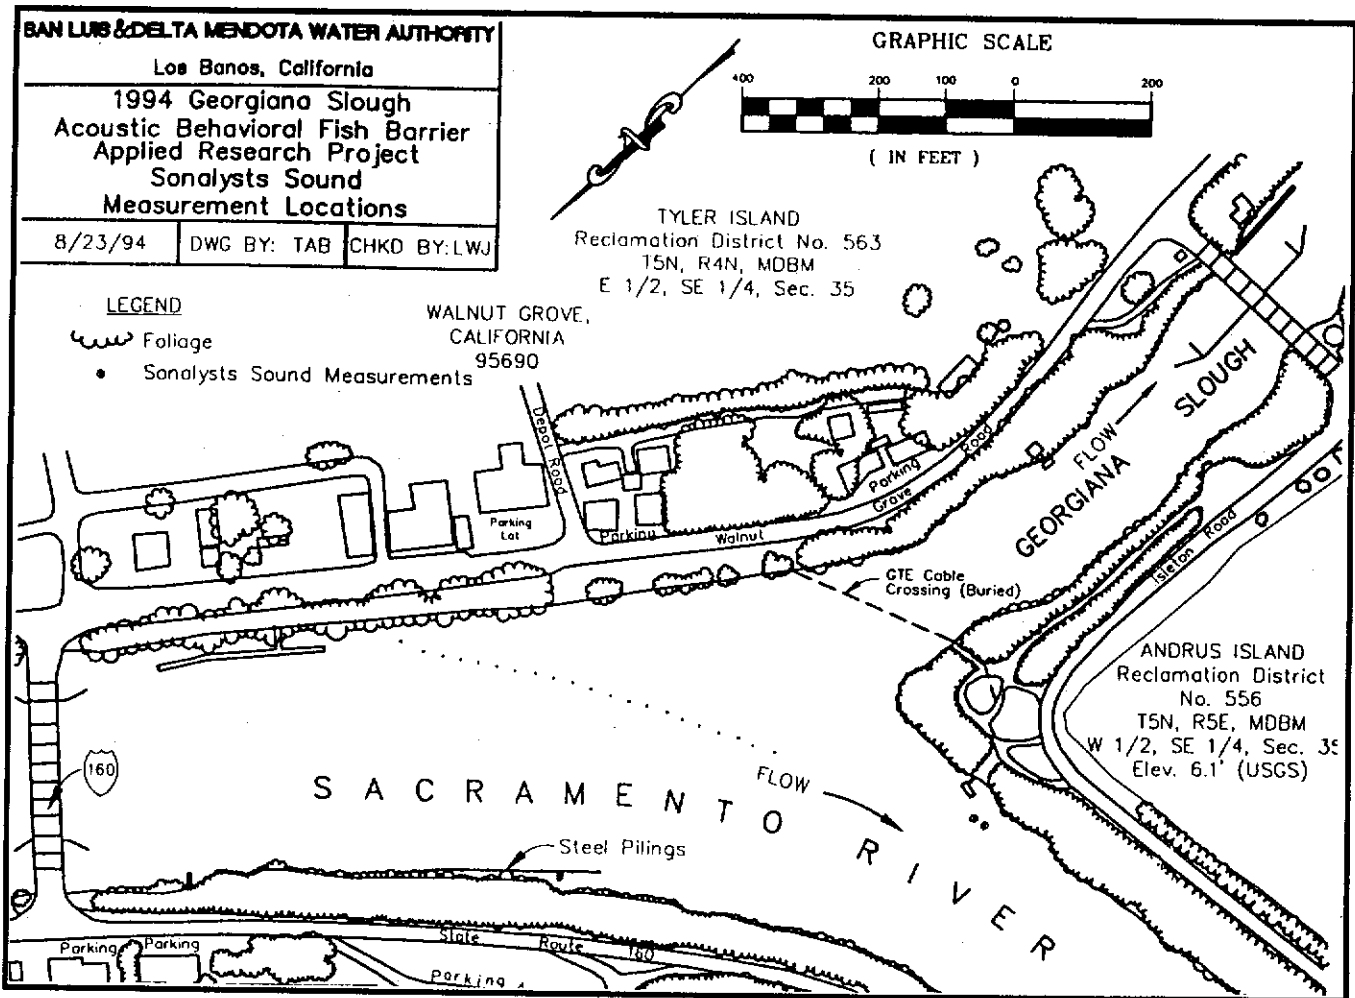 SAN LUIS & DELTA MENDOTA WATER AUTHORITY
Los Banos, California
1994 Georgiana Slough
Acoustic Behavioral Fish Barrier
Applied Research Project
Sonalysts Sound
Measurement Locations
8/23/94 DWG BY: TAB CHKD BY: LWJ
GRAPHIC SCALE
400 200 100 0 200
( IN FEET )
TYLER ISLAND
Reclamation District No. 563
T5N, R4N, MDBM
E 1/2, SE 1/4, Sec. 35
LEGEND
Foliage
Sonalysts Sound Measurements
WALNUT GROVE,
CALIFORNIA
95690
Depot Road
Parking
Lot
Parking
Walnut
Grove
Road
Parking
FLOW
GEORGIANA
SLOUGH
GTE Cable
Crossing (Buried)
Isleton Road
ANDRUS ISLAND
Reclamation District
No. 556
T5N, R5E, MDBM
W 1/2, SE 1/4, Sec. 35
Elev. 6.1' (USGS)
160
SACRAMENTO RIVER
FLOW
Steel Pilings
State Route 160
Parking
Parking
Parking